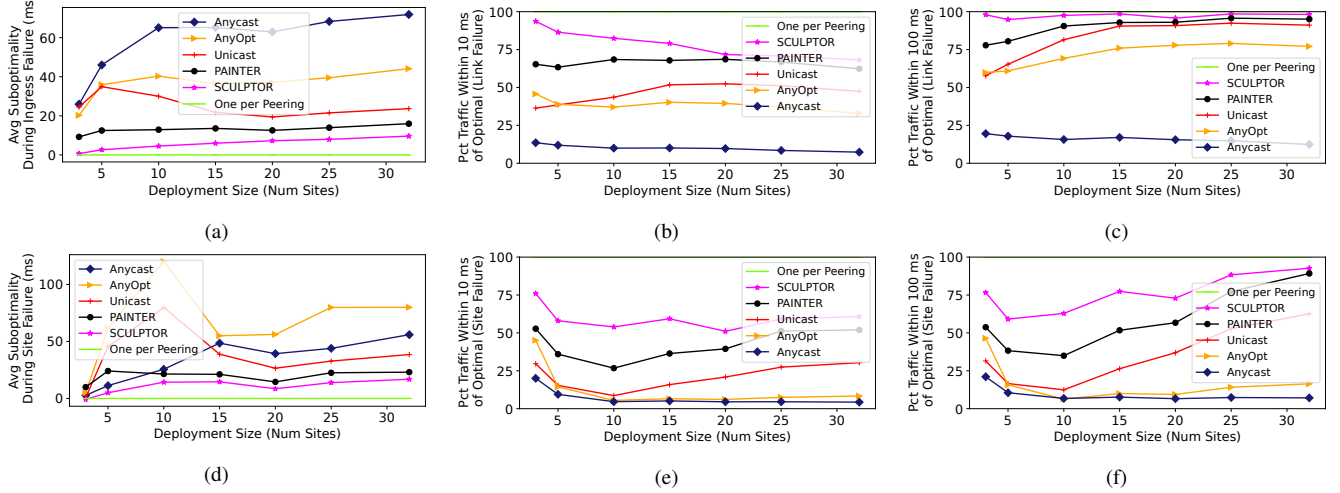 Avg Suboptimality
During Ingress Failure (ms)
60
40
20
0
5
10
15
20
25
30
Deployment Size (Num Sites)
Anycast
AnyOpt
Unicast
PAINTER
SCULPTOR
One per Peering
(a)
Pct Traffic Within 10 ms
of Optimal (Link Failure)
100
75
50
25
0
5
10
15
20
25
30
Deployment Size (Num Sites)
One per Peering
SCULPTOR
PAINTER
Unicast
AnyOpt
Anycast
(b)
Pct Traffic Within 100 ms
of Optimal (Link Failure)
100
75
50
25
0
5
10
15
20
25
30
Deployment Size (Num Sites)
One per Peering
SCULPTOR
PAINTER
Unicast
AnyOpt
Anycast
(c)
Avg Suboptimality
During Site Failure (ms)
100
50
0
5
10
15
20
25
30
Deployment Size (Num Sites)
Anycast
AnyOpt
Unicast
PAINTER
SCULPTOR
One per Peering
(d)
Pct Traffic Within 10 ms
of Optimal (Site Failure)
100
75
50
25
0
5
10
15
20
25
30
Deployment Size (Num Sites)
One per Peering
SCULPTOR
PAINTER
Unicast
AnyOpt
Anycast
(e)
Pct Traffic Within 100 ms
of Optimal (Site Failure)
100
75
50
25
0
5
10
15
20
25
30
Deployment Size (Num Sites)
One per Peering
SCULPTOR
PAINTER
Unicast
AnyOpt
Anycast
(f)